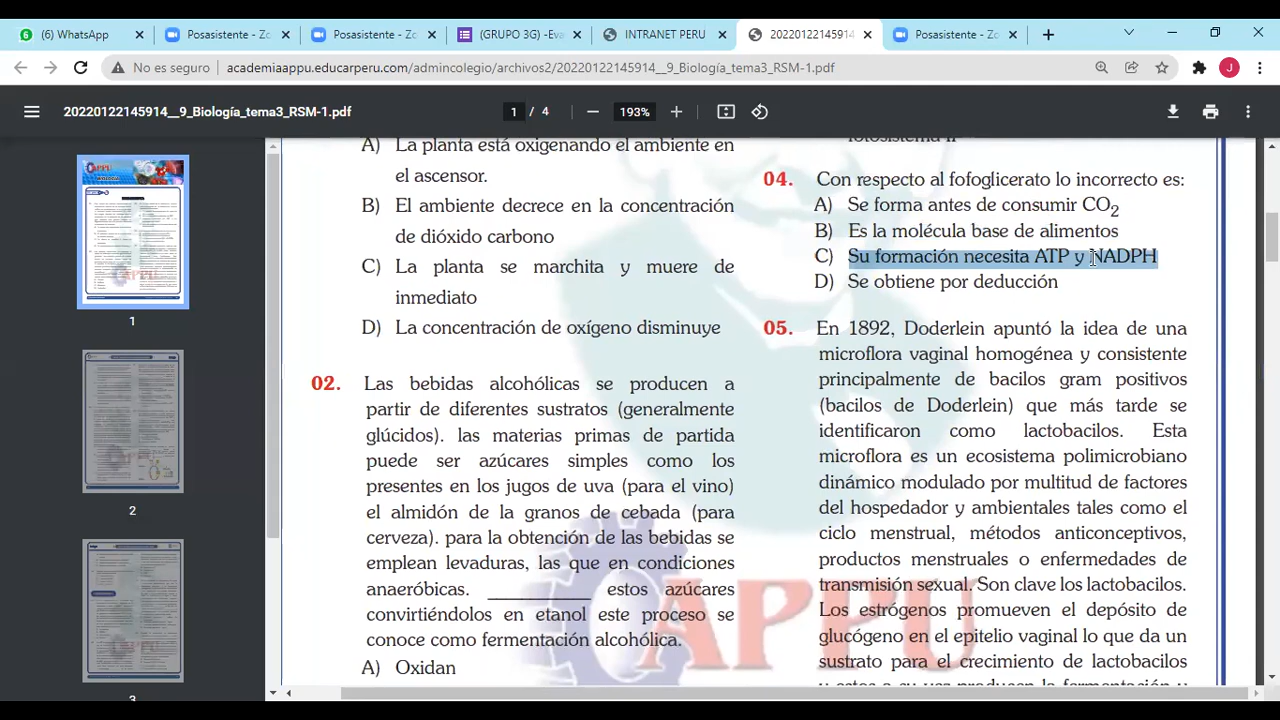 (6) WhatsApp
Posasistente - Zo
Posasistente - Zo
(GRUPO 3G) -Eva
INTRANET PERU
20220122145914
Posasistente - Zo
No es seguro
academiaappu.educarperu.com/admincolegio/archivos2/20220122145914__9_Biología_tema3_RSM-1.pdf
J
20220122145914__9_Biología_tema3_RSM-1.pdf
1 / 4
193%
1
2
3
A) La planta está oxigenando el ambiente en
el ascensor.
B) El ambiente decrece en la concentración
de dióxido carbono
C) La planta se marchita y muere de
inmediato
D) La concentración de oxígeno disminuye
02. Las bebidas alcohólicas se producen a
partir de diferentes sustratos (generalmente
glúcidos). las materias primas de partida
puede ser azúcares simples como los
presentes en los jugos de uva (para el vino)
el almidón de la granos de cebada (para
cerveza). para la obtención de las bebidas se
emplean levaduras, las que en condiciones
anaeróbicas. ____________ estos azúcares
convirtiéndolos en etanol este proceso se
conoce como fermentación alcohólica.
A) Oxidan
fotosistema II
04. Con respecto al fofoglicerato lo incorrecto es:
A) Se forma antes de consumir CO2
B) Es la molécula base de alimentos
C) Su formación necesita ATP y NADPH
D) Se obtiene por deducción
05. En 1892, Doderlein apuntó la idea de una
microflora vaginal homogénea y consistente
principalmente de bacilos gram positivos
(bacilos de Doderlein) que más tarde se
identificaron como lactobacilos. Esta
microflora es un ecosistema polimicrobiano
dinámico modulado por multitud de factores
del hospedador y ambientales tales como el
ciclo menstrual, métodos anticonceptivos,
productos menstruales o enfermedades de
transmisión sexual. Son clave los lactobacilos.
Los estrógenos promueven el depósito de
glucógeno en el epitelio vaginal lo que da un
sustrato para el crecimiento de lactobacilos
y estos a su vez producen la fermentación y
APPU